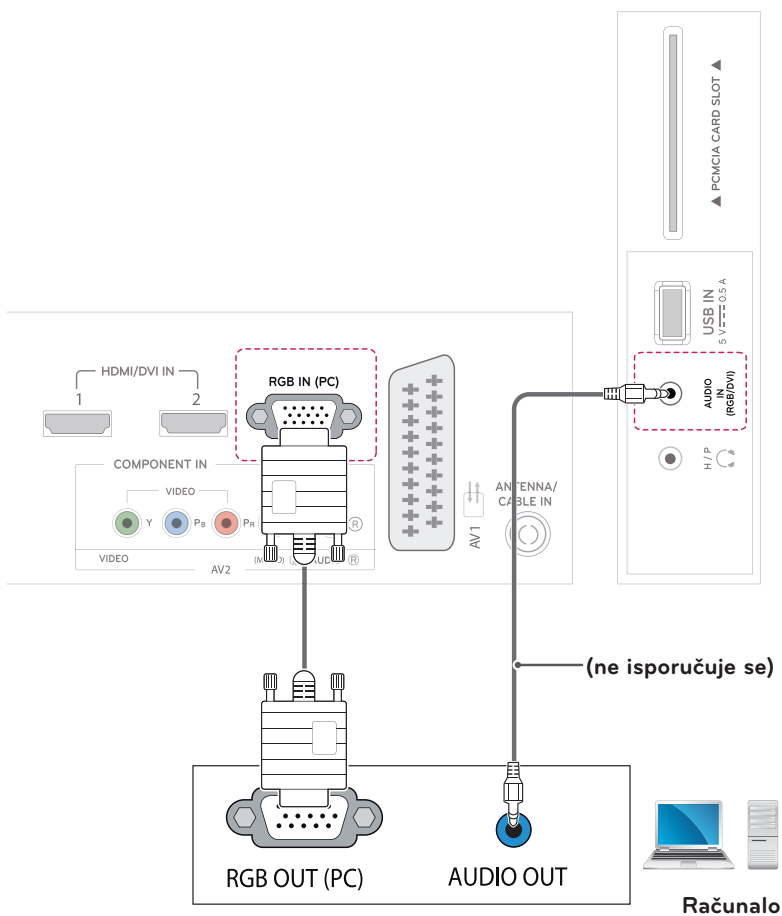 ▲ PCMCIA CARD SLOT ▲
USB IN
5 V 0.5 A
AUDIO
IN
(RGB/DVI)
H / P
HDMI/DVI IN
1
2
RGB IN (PC)
COMPONENT IN
VIDEO
Y
PB
PR
R
VIDEO
AV2
R
AV 1
ANTENNA/
CABLE IN
(ne isporučuje se)
RGB OUT (PC)
AUDIO OUT
Računalo